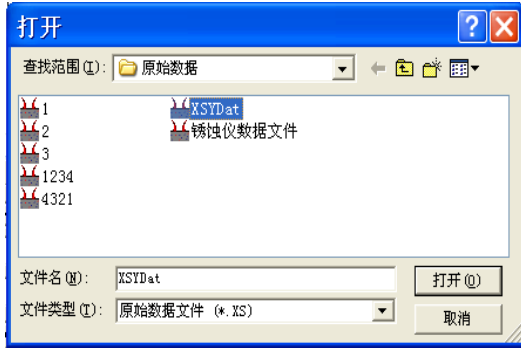 打开
查找范围(I): 原始数据
1 XSYDat
2 锈蚀仪数据文件
3
1234
4321
文件名(N): XSYDat 打开(O)
文件类型(T): 原始数据文件 (*.XS) 取消